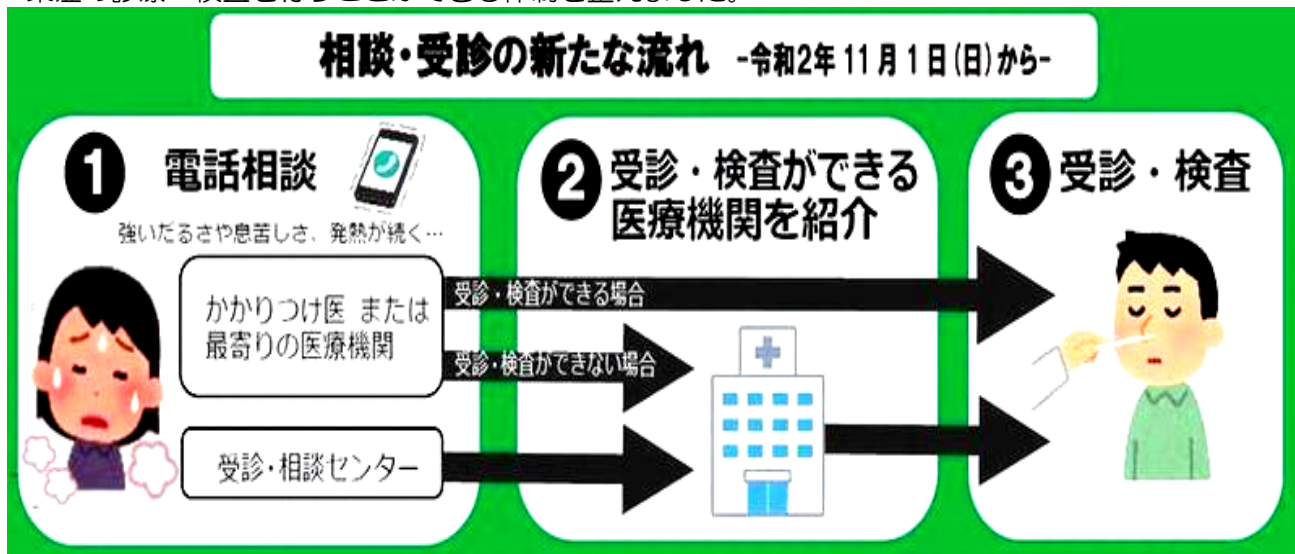 相談・受診の新たな流れ -令和2年11月1日(日)から-
1 電話相談
強いだるさや息苦しさ、発熱が続く…
かかりつけ医 または
最寄りの医療機関
受診・相談センター
受診・検査ができる場合
受診・検査ができない場合
2 受診・検査ができる
医療機関を紹介
3 受診・検査